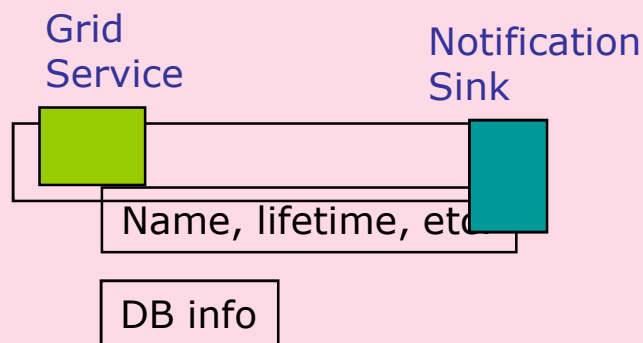 Grid
Service
Notification
Sink
Name, lifetime, etc.
DB info